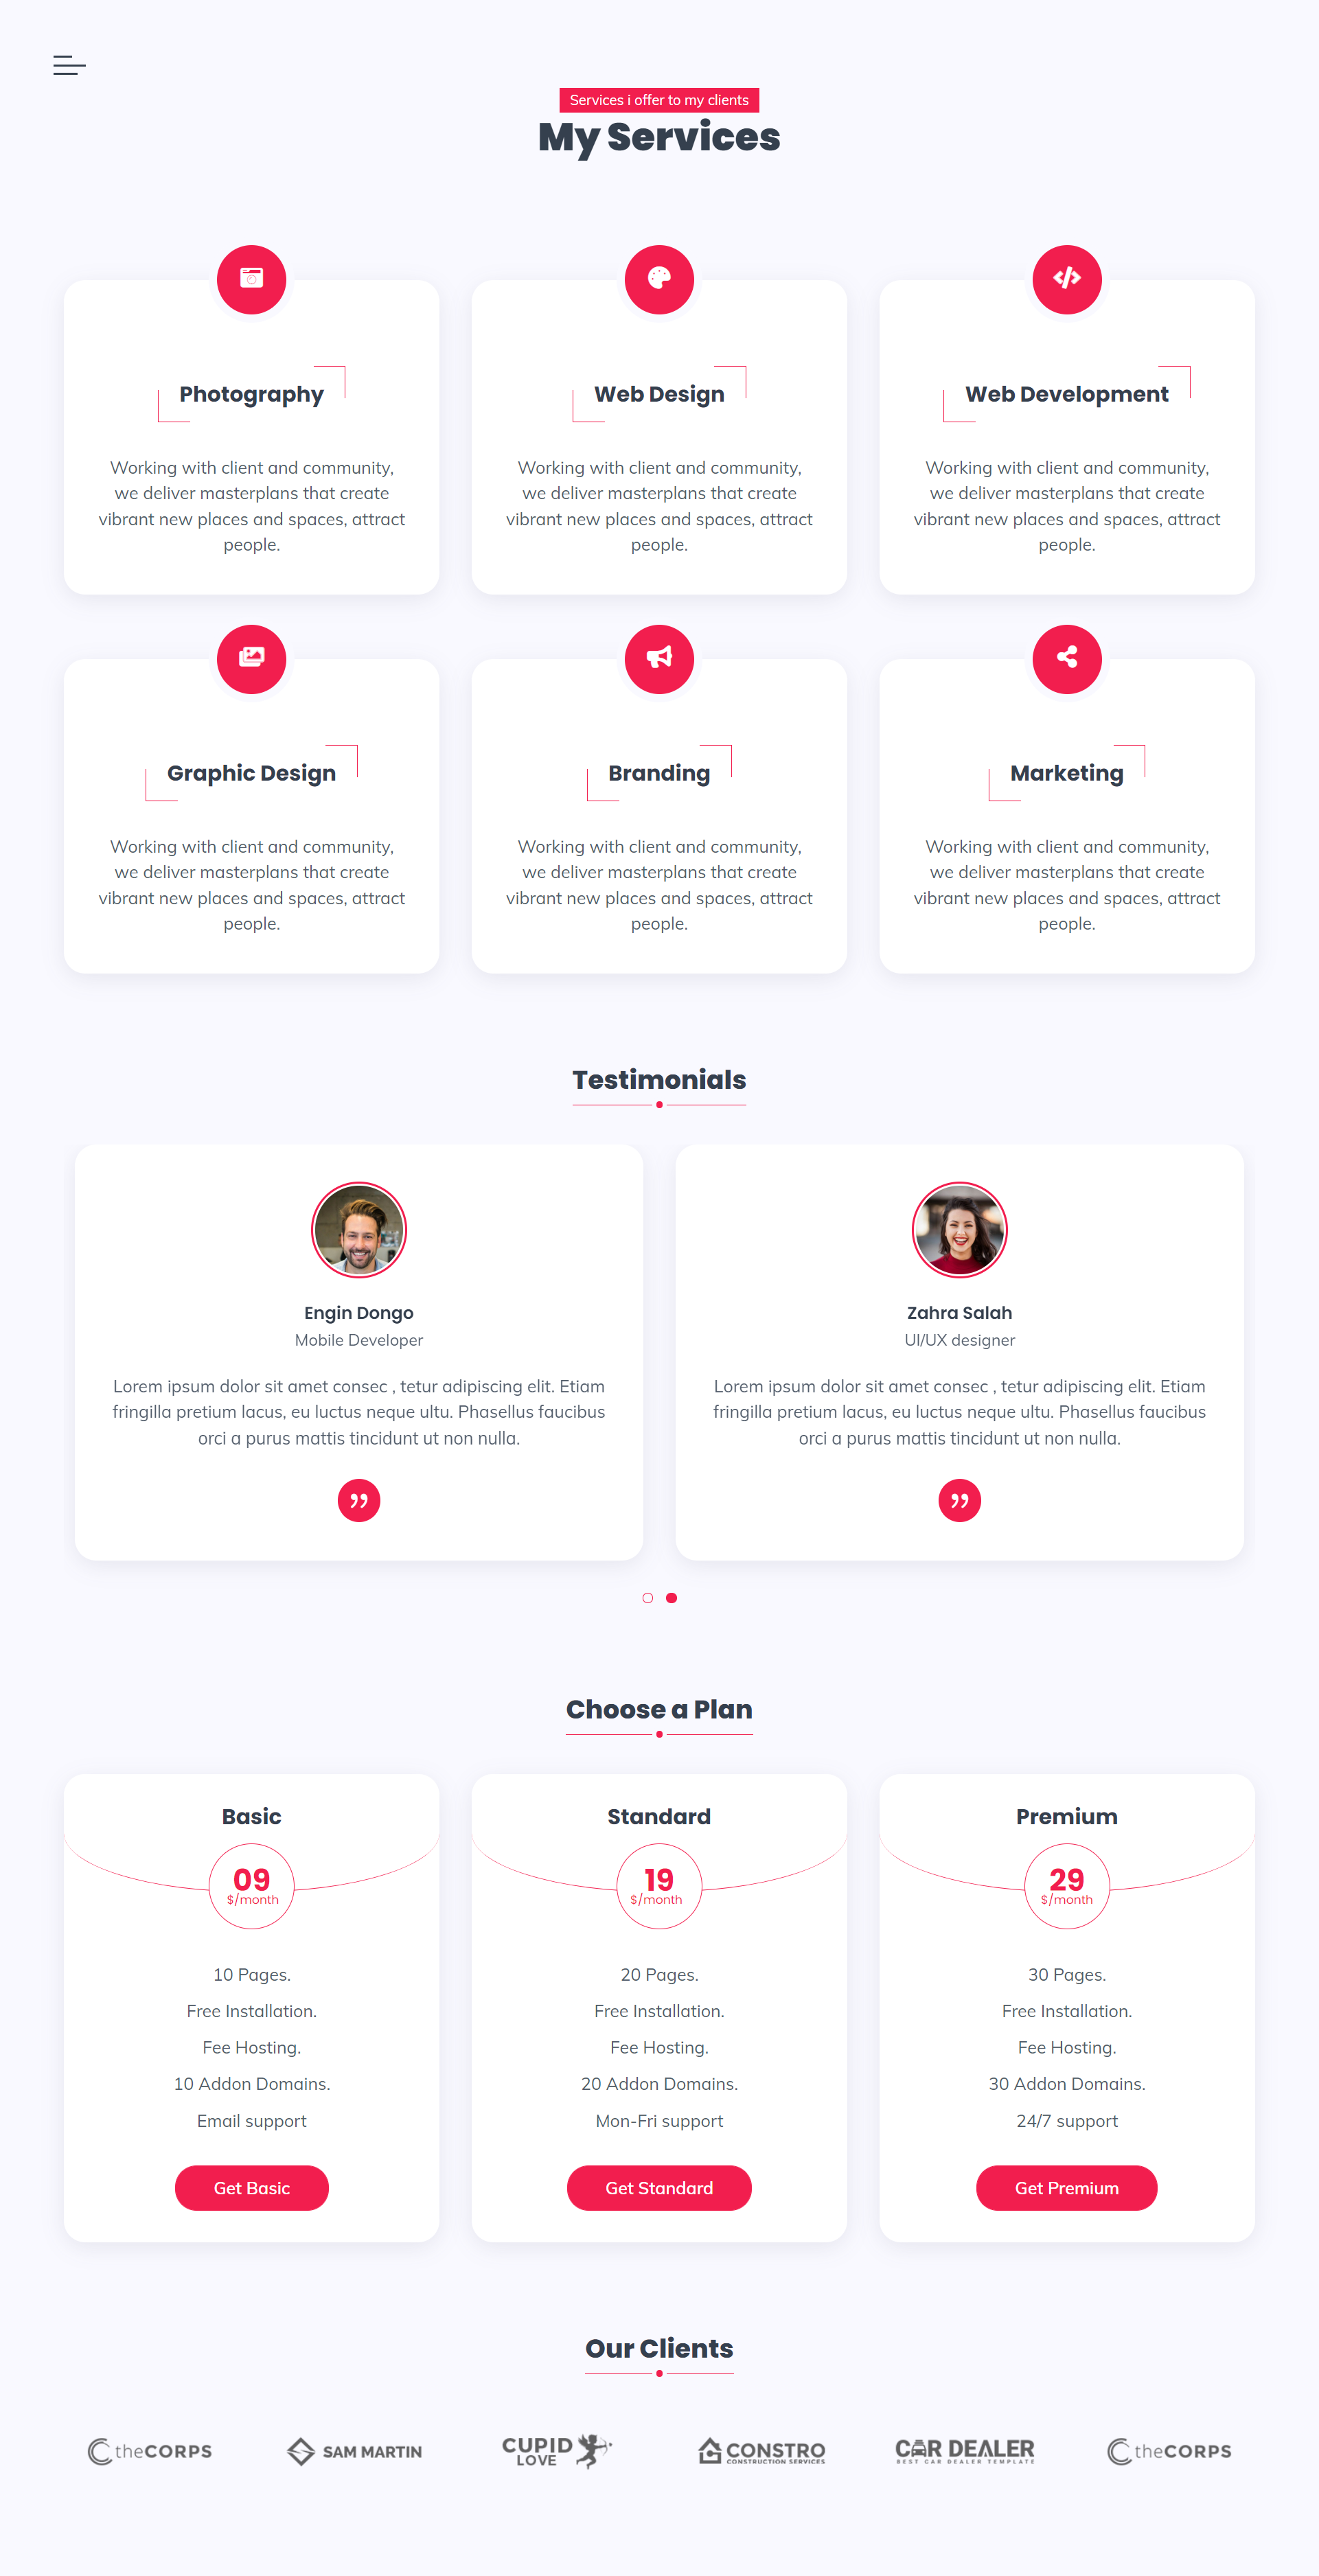 Services i offer to my clients
My Services
Photography
Working with client and community,
we deliver masterplans that create
vibrant new places and spaces, attract
people.
Web Design
Working with client and community,
we deliver masterplans that create
vibrant new places and spaces, attract
people.
Web Development
Working with client and community,
we deliver masterplans that create
vibrant new places and spaces, attract
people.
Graphic Design
Working with client and community,
we deliver masterplans that create
vibrant new places and spaces, attract
people.
Branding
Working with client and community,
we deliver masterplans that create
vibrant new places and spaces, attract
people.
Marketing
Working with client and community,
we deliver masterplans that create
vibrant new places and spaces, attract
people.
Testimonials
Engin Dongo
Mobile Developer
Lorem ipsum dolor sit amet consec , tetur adipiscing elit. Etiam
fringilla pretium lacus, eu luctus neque ultu. Phasellus faucibus
orci a purus mattis tincidunt ut non nulla.
Zahra Salah
UI/UX designer
Lorem ipsum dolor sit amet consec , tetur adipiscing elit. Etiam
fringilla pretium lacus, eu luctus neque ultu. Phasellus faucibus
orci a purus mattis tincidunt ut non nulla.
Choose a Plan
Basic
09
$/month
10 Pages.
Free Installation.
Fee Hosting.
10 Addon Domains.
Email support
Get Basic
Standard
19
$/month
20 Pages.
Free Installation.
Fee Hosting.
20 Addon Domains.
Mon-Fri support
Get Standard
Premium
29
$/month
30 Pages.
Free Installation.
Fee Hosting.
30 Addon Domains.
24/7 support
Get Premium
Our Clients
theCORPS
SAM MARTIN
CUPID
LOVE
CONSTRO
CONSTRUCTION SERVICES
CAR DEALER
BEST CAR DEALER TEMPLATE
theCORPS